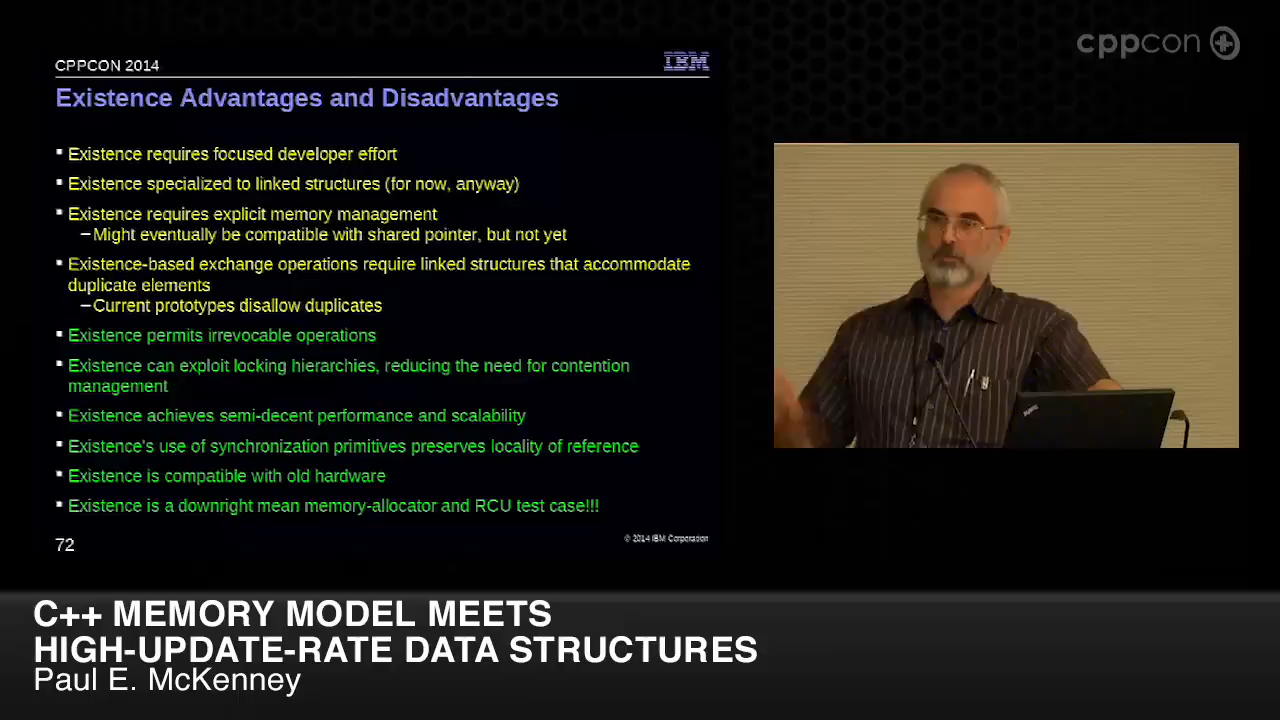 cppcon
CPPCON 2014
IBM
Existence Advantages and Disadvantages
▪ Existence requires focused developer effort
▪ Existence specialized to linked structures (for now, anyway)
▪ Existence requires explicit memory management
–Might eventually be compatible with shared pointer, but not yet
▪ Existence-based exchange operations require linked structures that accommodate
duplicate elements
–Current prototypes disallow duplicates
▪ Existence permits irrevocable operations
▪ Existence can exploit locking hierarchies, reducing the need for contention
management
▪ Existence achieves semi-decent performance and scalability
▪ Existence's use of synchronization primitives preserves locality of reference
▪ Existence is compatible with old hardware
▪ Existence is a downright mean memory-allocator and RCU test case!!!
72
© 2014 IBM Corporation
C++ MEMORY MODEL MEETS
HIGH-UPDATE-RATE DATA STRUCTURES
Paul E. McKenney